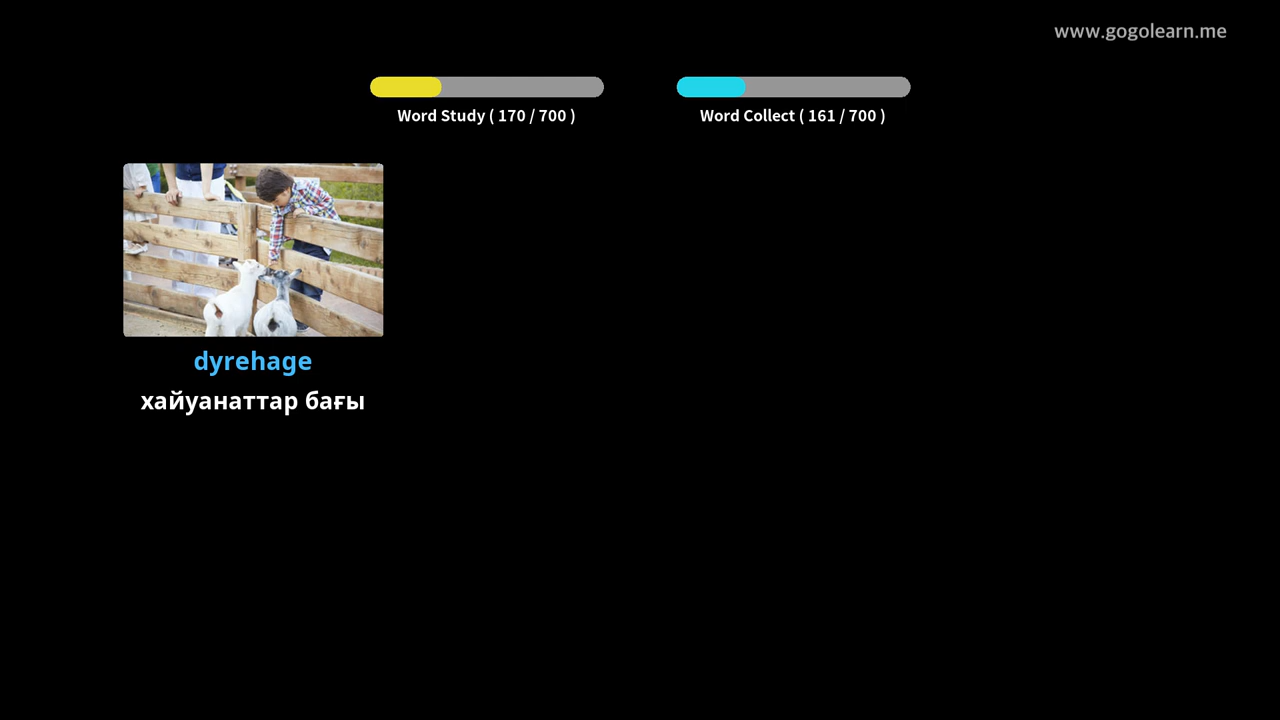 www.gogolearn.me
Word Study ( 170 / 700 )
Word Collect ( 161 / 700 )
dyrehage
хайуанаттар бағы